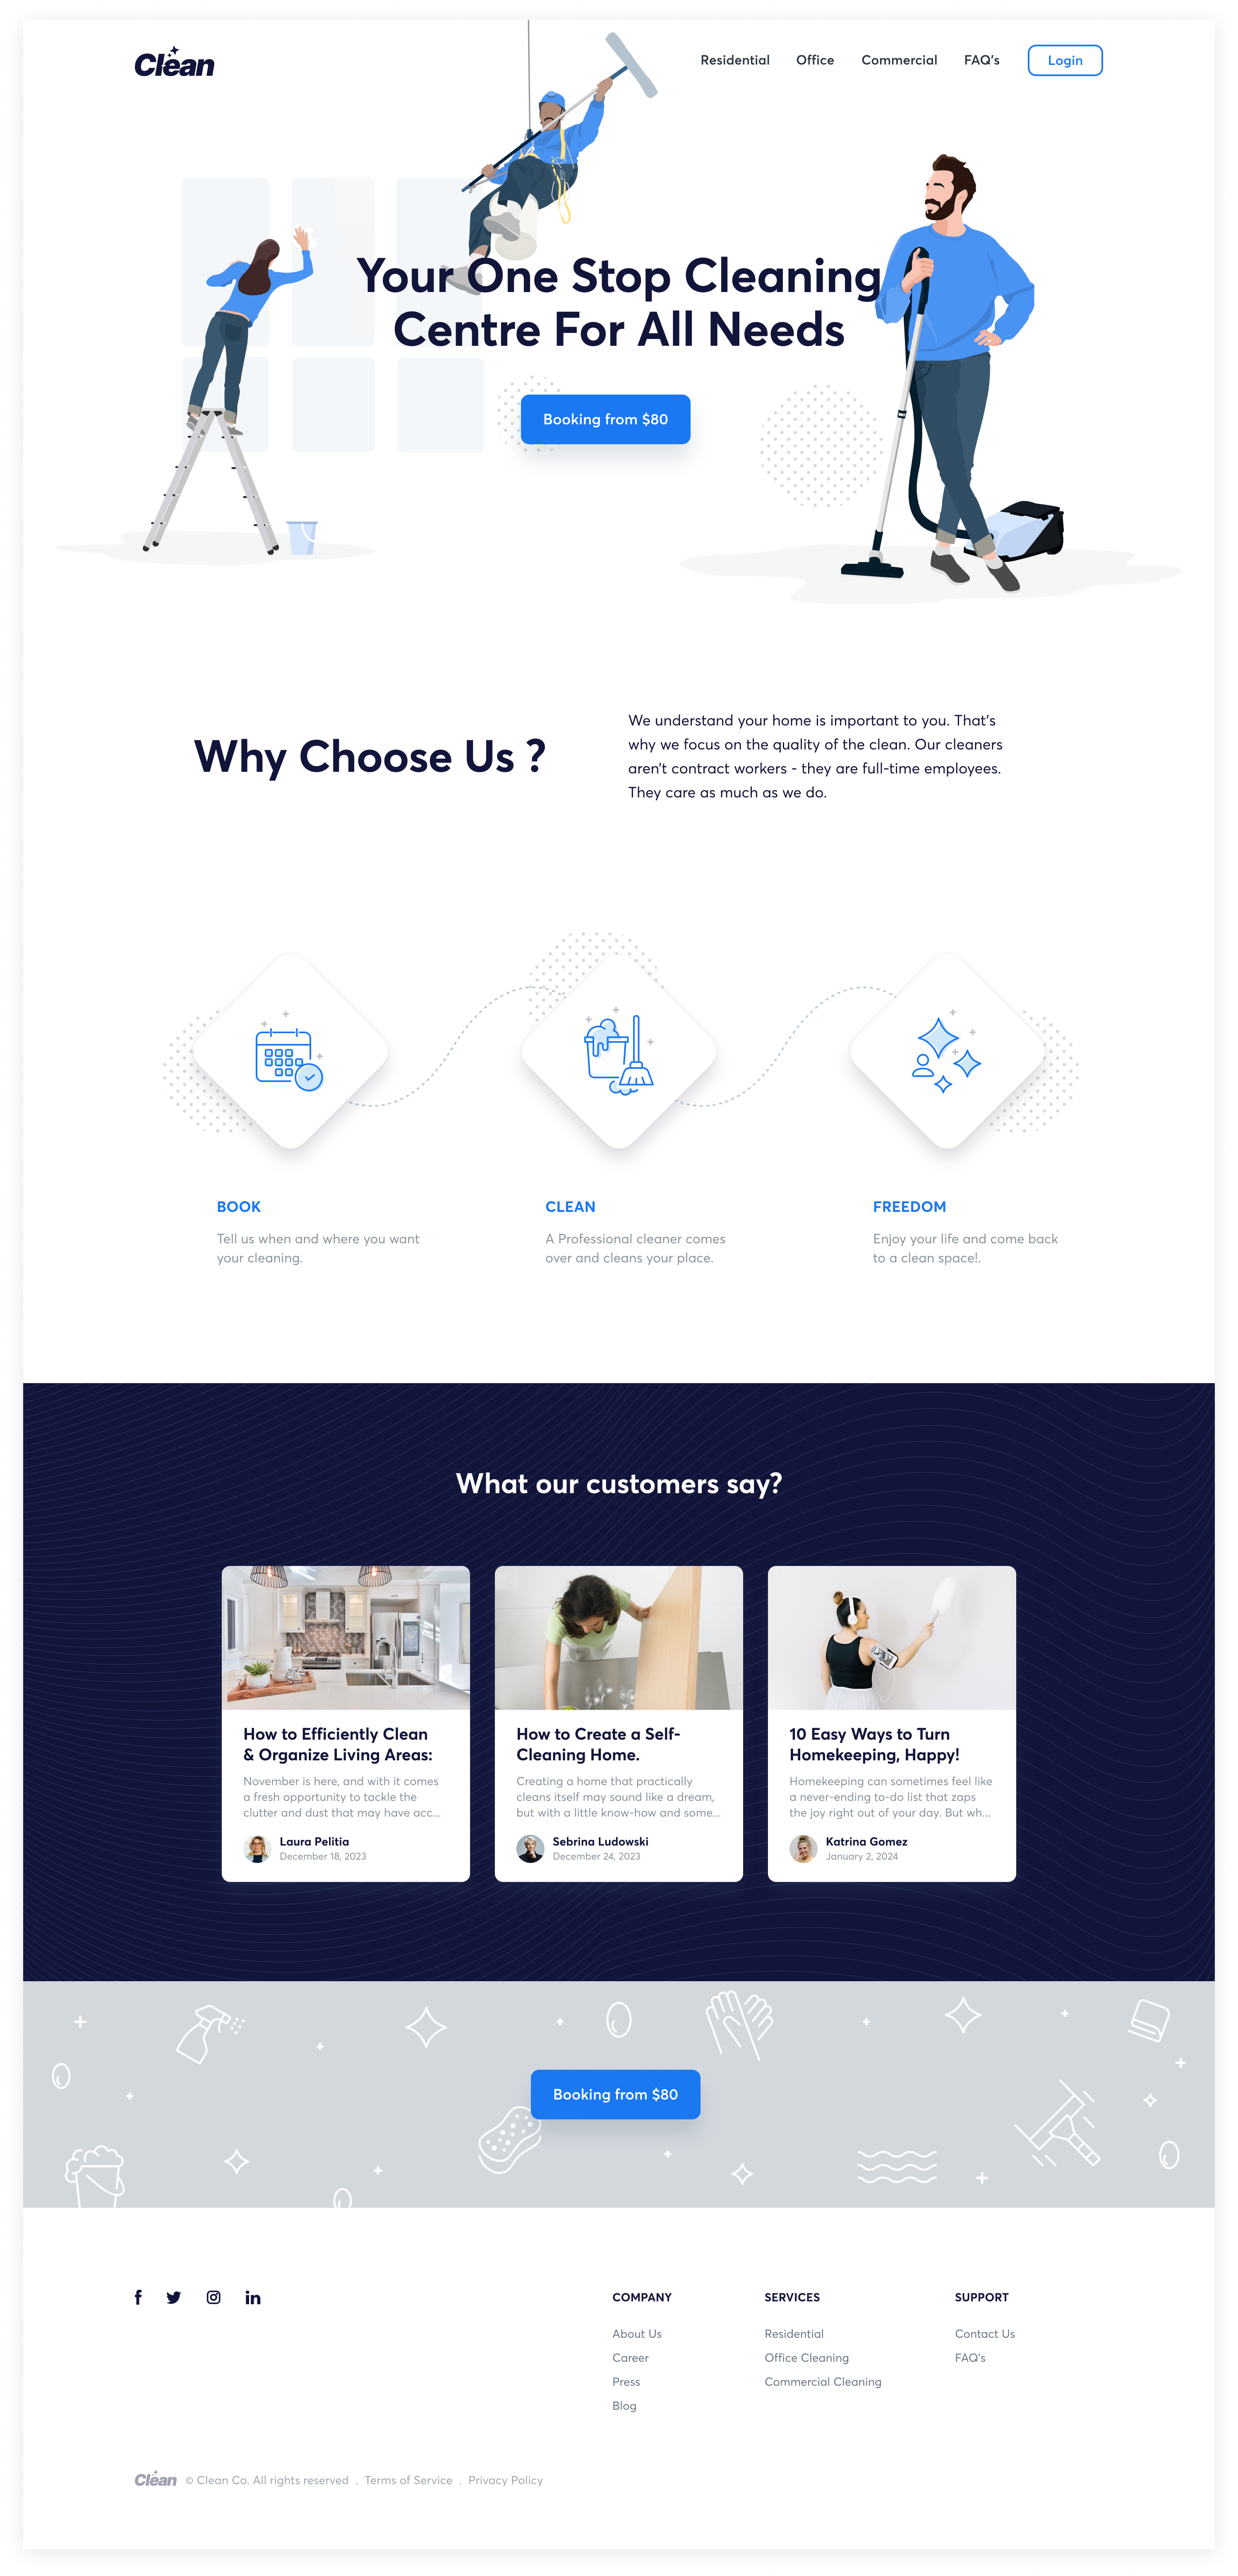 Clean
Residential
Office
Commercial
FAQ's
Login
Your One Stop Cleaning
Centre For All Needs
Booking from $80
Why Choose Us ?
We understand your home is important to you. That's
why we focus on the quality of the clean. Our cleaners
aren't contract workers - they are full-time employees.
They care as much as we do.
BOOK
Tell us when and where you want
your cleaning.
CLEAN
A Professional cleaner comes
over and cleans your place.
FREEDOM
Enjoy your life and come back
to a clean space!.
What our customers say?
How to Efficiently Clean
& Organize Living Areas:
November is here, and with it comes
a fresh opportunity to tackle the
clutter and dust that may have acc...
Laura Pelitia
December 18, 2023
How to Create a Self-
Cleaning Home.
Creating a home that practically
cleans itself may sound like a dream,
but with a little know-how and some...
Sebrina Ludowski
December 24, 2023
10 Easy Ways to Turn
Homekeeping, Happy!
Homekeeping can sometimes feel like
a never-ending to-do list that zaps
the joy right out of your day. But wh...
Katrina Gomez
January 2, 2024
Booking from $80
COMPANY
About Us
Career
Press
Blog
SERVICES
Residential
Office Cleaning
Commercial Cleaning
SUPPORT
Contact Us
FAQ's
Clean © Clean Co. All rights reserved . Terms of Service . Privacy Policy